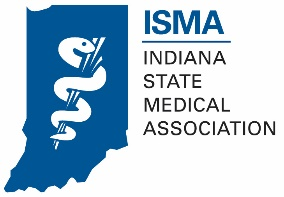 ISMA
INDIANA
STATE
MEDICAL
ASSOCIATION